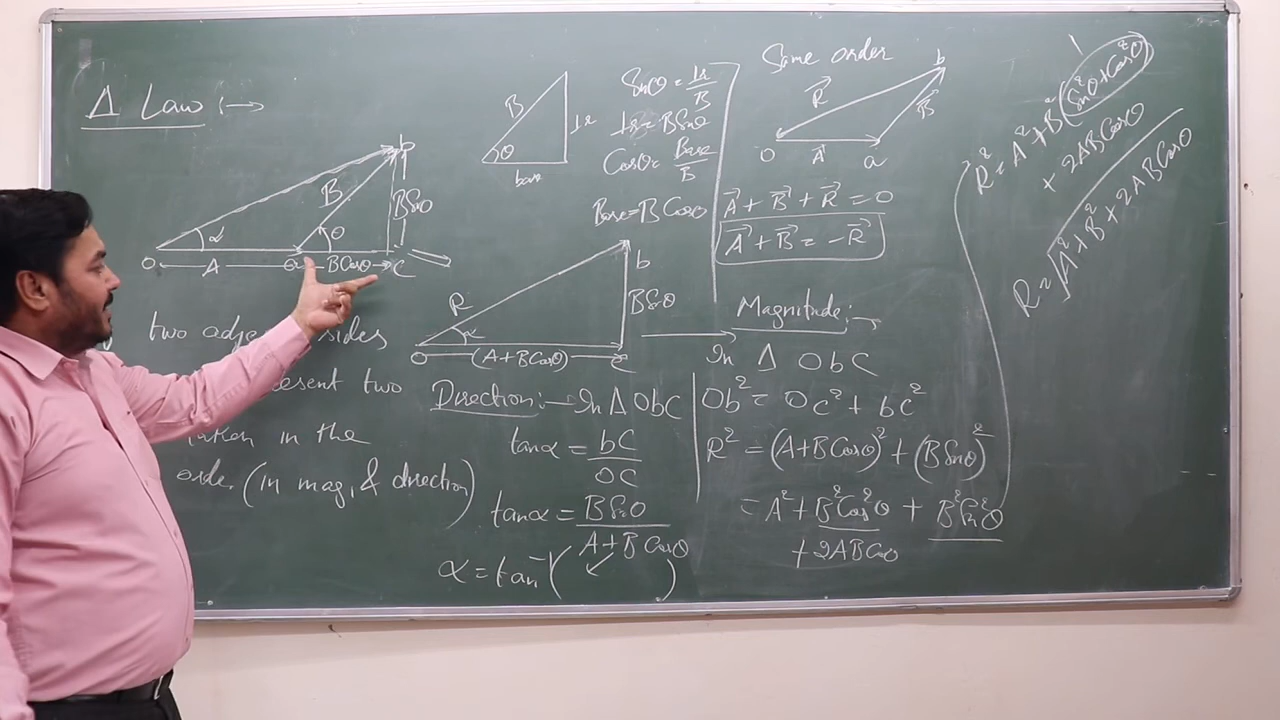 Δ Law :→
b
B
BSinθ
α
θ
O A a BCosθ C
two adje sides
esent two
taken in the
order (in mag, & direction)
B
⊥r
θ
base
Sinθ = ⊥r/B
⊥r = BSinθ
Cosθ = Base/B
Base = BCosθ
b
R
BSinθ
α
O (A+BCosθ) C
Direction:→ In Δ ObC
tanα = bC/OC
tanα = BSinθ/A+BCosθ
α = tan⁻¹( )
Same order
b
R⃗
B⃗
O A⃗ a
A⃗ + B⃗ + R⃗ = 0
A⃗ + B⃗ = -R⃗
Magnitude:→
In Δ ObC
Ob² = Oc² + bc²
R² = (A+BCosθ)² + (BSinθ)²
= A² + B²Cos²θ + B²Sin²θ
+ 2ABCosθ
1
R² = A² + B²(Sin²θ+Cos²θ)
+ 2ABCosθ
R = √A² + B² + 2ABCosθ